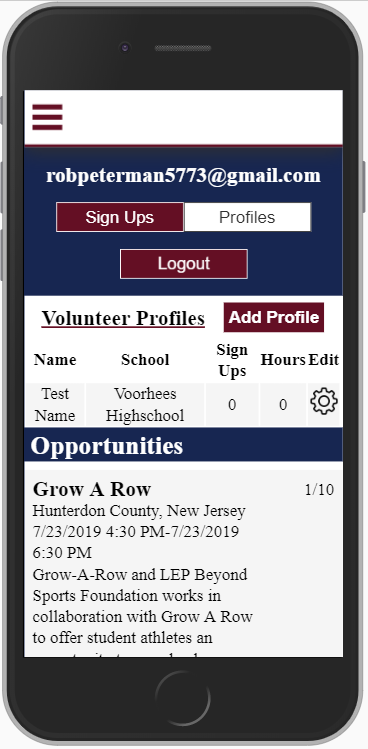 robpeterman5773@gmail.com
Sign Ups Profiles
Logout
Volunteer Profiles Add Profile
Name School Sign Ups Hours Edit
Test Name Voorhees Highschool 0 0
Opportunities
Grow A Row 1/10
Hunterdon County, New Jersey
7/23/2019 4:30 PM-7/23/2019
6:30 PM
Grow-A-Row and LEP Beyond
Sports Foundation works in
collaboration with Grow A Row
to offer student athletes an